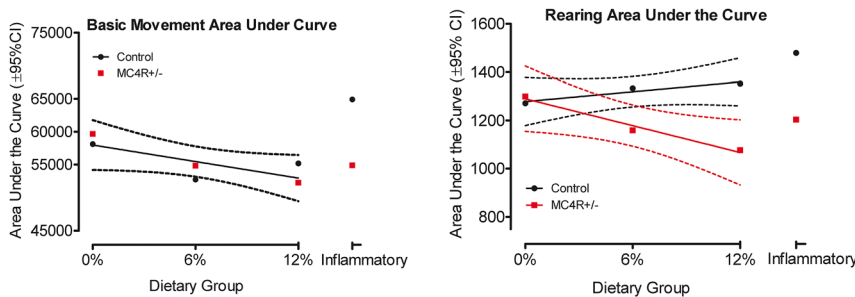 Basic Movement Area Under Curve
Area Under the Curve (±95%CI)
75000
65000
60000
55000
45000
Control
MC4R+/-
0%
6%
12%
Inflammatory
Dietary Group
Rearing Area Under the Curve
Area Under the Curve (±95% CI)
1600
1400
1200
1000
800
Control
MC4R+/-
0%
6%
12%
Inflammatory
Dietary Group